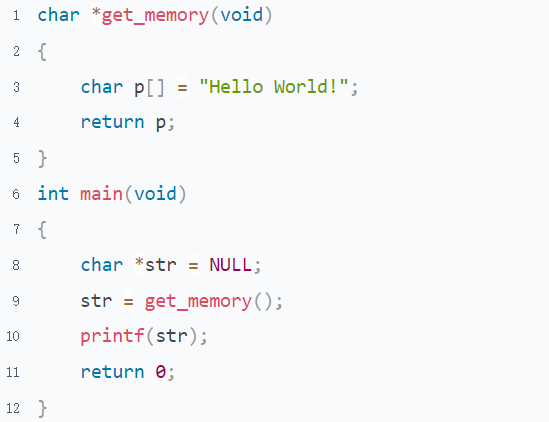 1 char *get_memory(void)
2 {
3     char p[] = "Hello World!";
4     return p;
5 }
6 int main(void)
7 {
8     char *str = NULL;
9     str = get_memory();
10     printf(str);
11     return 0;
12 }